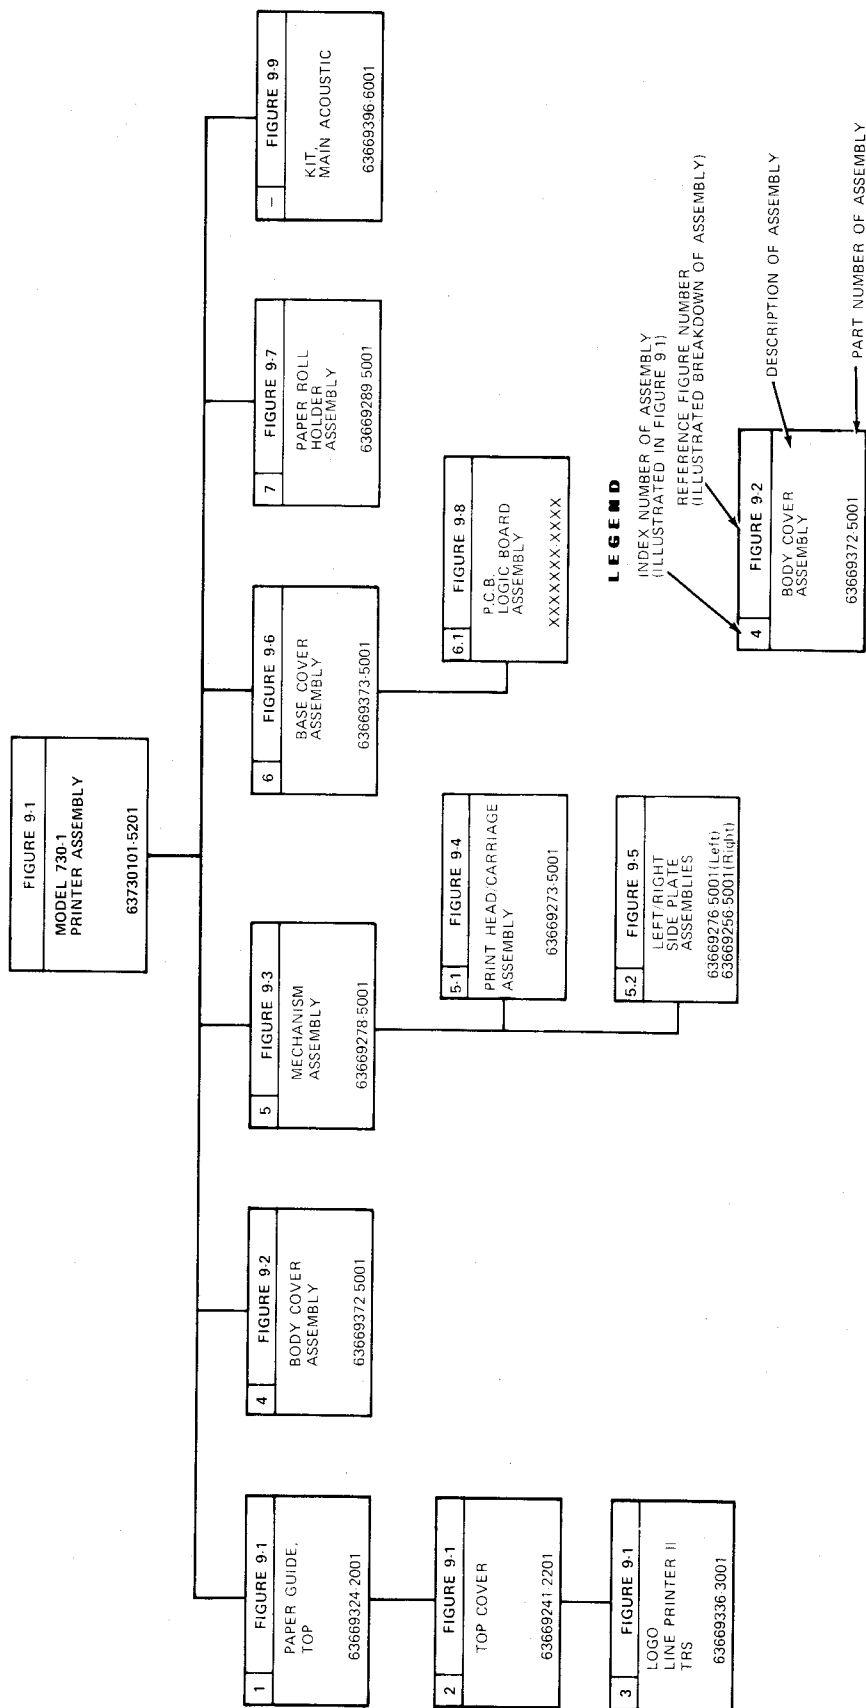 FIGURE 9-1
MODEL 730-1
PRINTER ASSEMBLY
63730101-5201
1
FIGURE 9-1
PAPER GUIDE,
TOP
63669324-2001
4
FIGURE 9-2
BODY COVER
ASSEMBLY
63669372-5001
5
FIGURE 9-3
MECHANISM
ASSEMBLY
63669278-5001
6
FIGURE 9-6
BASE COVER
ASSEMBLY
63669373-5001
7
FIGURE 9-7
PAPER ROLL
HOLDER
ASSEMBLY
63669289-5001
–
FIGURE 9-9
KIT,
MAIN ACOUSTIC
63669396-6001
2
FIGURE 9-1
TOP COVER
63669241-2201
5-1
FIGURE 9-4
PRINT HEAD/CARRIAGE
ASSEMBLY
63669273-5001
6.1
FIGURE 9-8
P.C.B.
LOGIC BOARD
ASSEMBLY
XXXXXXXX-XXXX
3
FIGURE 9-1
LOGO
LINE PRINTER II
TRS
63669336-3001
5.2
FIGURE 9-5
LEFT/RIGHT
SIDE PLATE
ASSEMBLIES
63669276-5001(Left)
63669256-5001(Right)
LEGEND
INDEX NUMBER OF ASSEMBLY
(ILLUSTRATED IN FIGURE 9-1)
REFERENCE FIGURE NUMBER
(ILLUSTRATED BREAKDOWN OF ASSEMBLY)
4
FIGURE 9-2
BODY COVER
ASSEMBLY
63669372-5001
DESCRIPTION OF ASSEMBLY
PART NUMBER OF ASSEMBLY